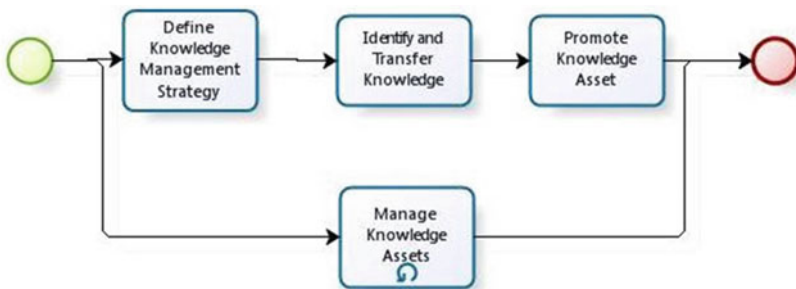 Define
Knowledge
Management
Strategy
Identify and
Transfer
Knowledge
Promote
Knowledge
Asset
Manage
Knowledge
Assets